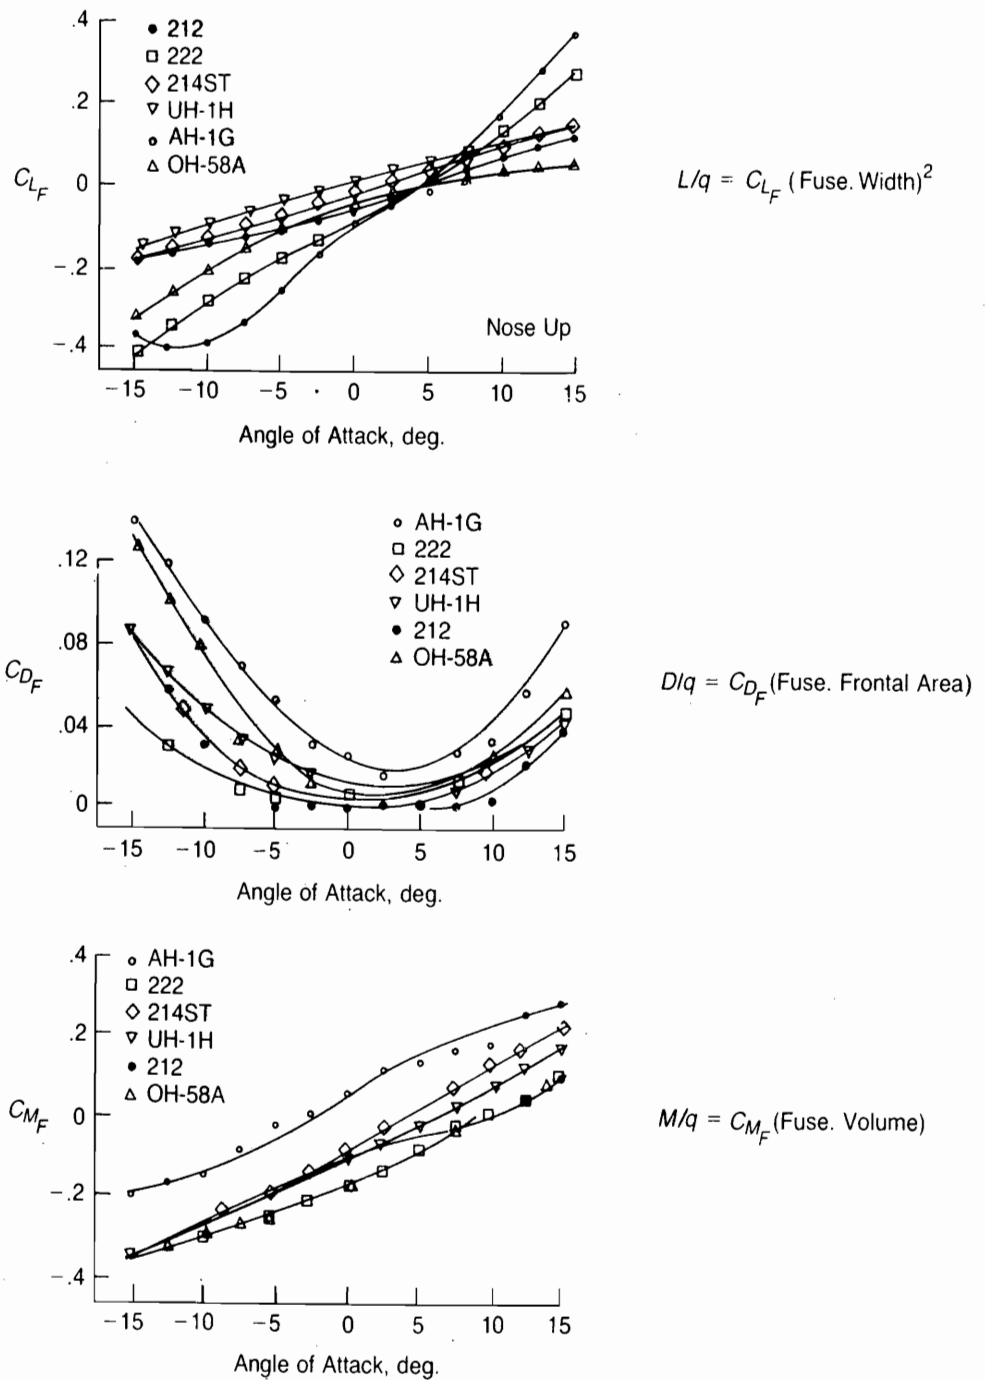 .4
.2
0
−.2
−.4
C_{L_F}
212
222
214ST
UH-1H
AH-1G
OH-58A
Nose Up
−15 −10 −5 0 5 10 15
Angle of Attack, deg.
L/q = C_{L_F} (Fuse. Width)²
.12
.08
.04
0
C_{D_F}
AH-1G
222
214ST
UH-1H
212
OH-58A
−15 −10 −5 0 5 10 15
Angle of Attack, deg.
D/q = C_{D_F} (Fuse. Frontal Area)
.4
.2
0
−.2
−.4
C_{M_F}
AH-1G
222
214ST
UH-1H
212
OH-58A
−15 −10 −5 0 5 10 15
Angle of Attack, deg.
M/q = C_{M_F} (Fuse. Volume)